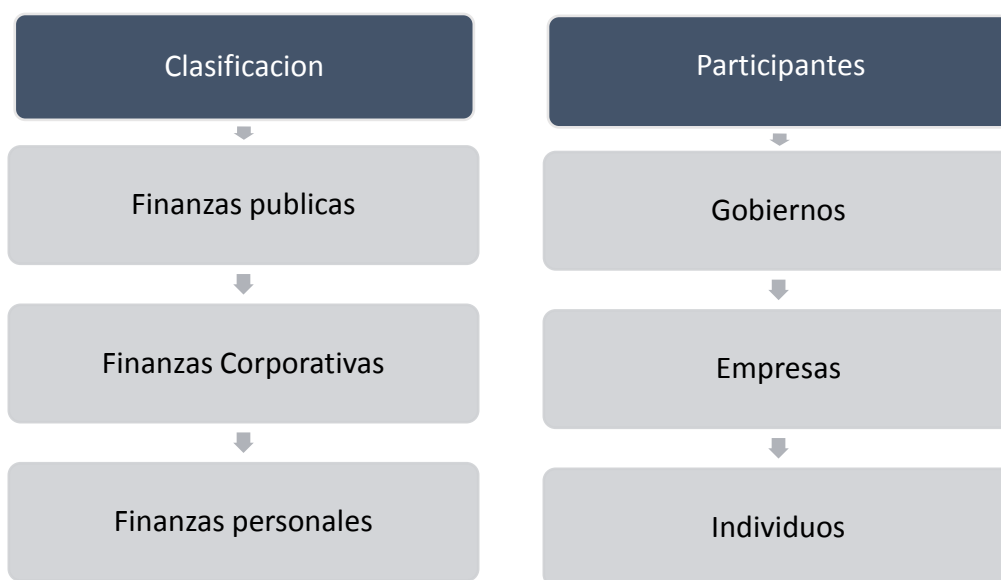 Clasificacion
Finanzas publicas
Finanzas Corporativas
Finanzas personales
Participantes
Gobiernos
Empresas
Individuos